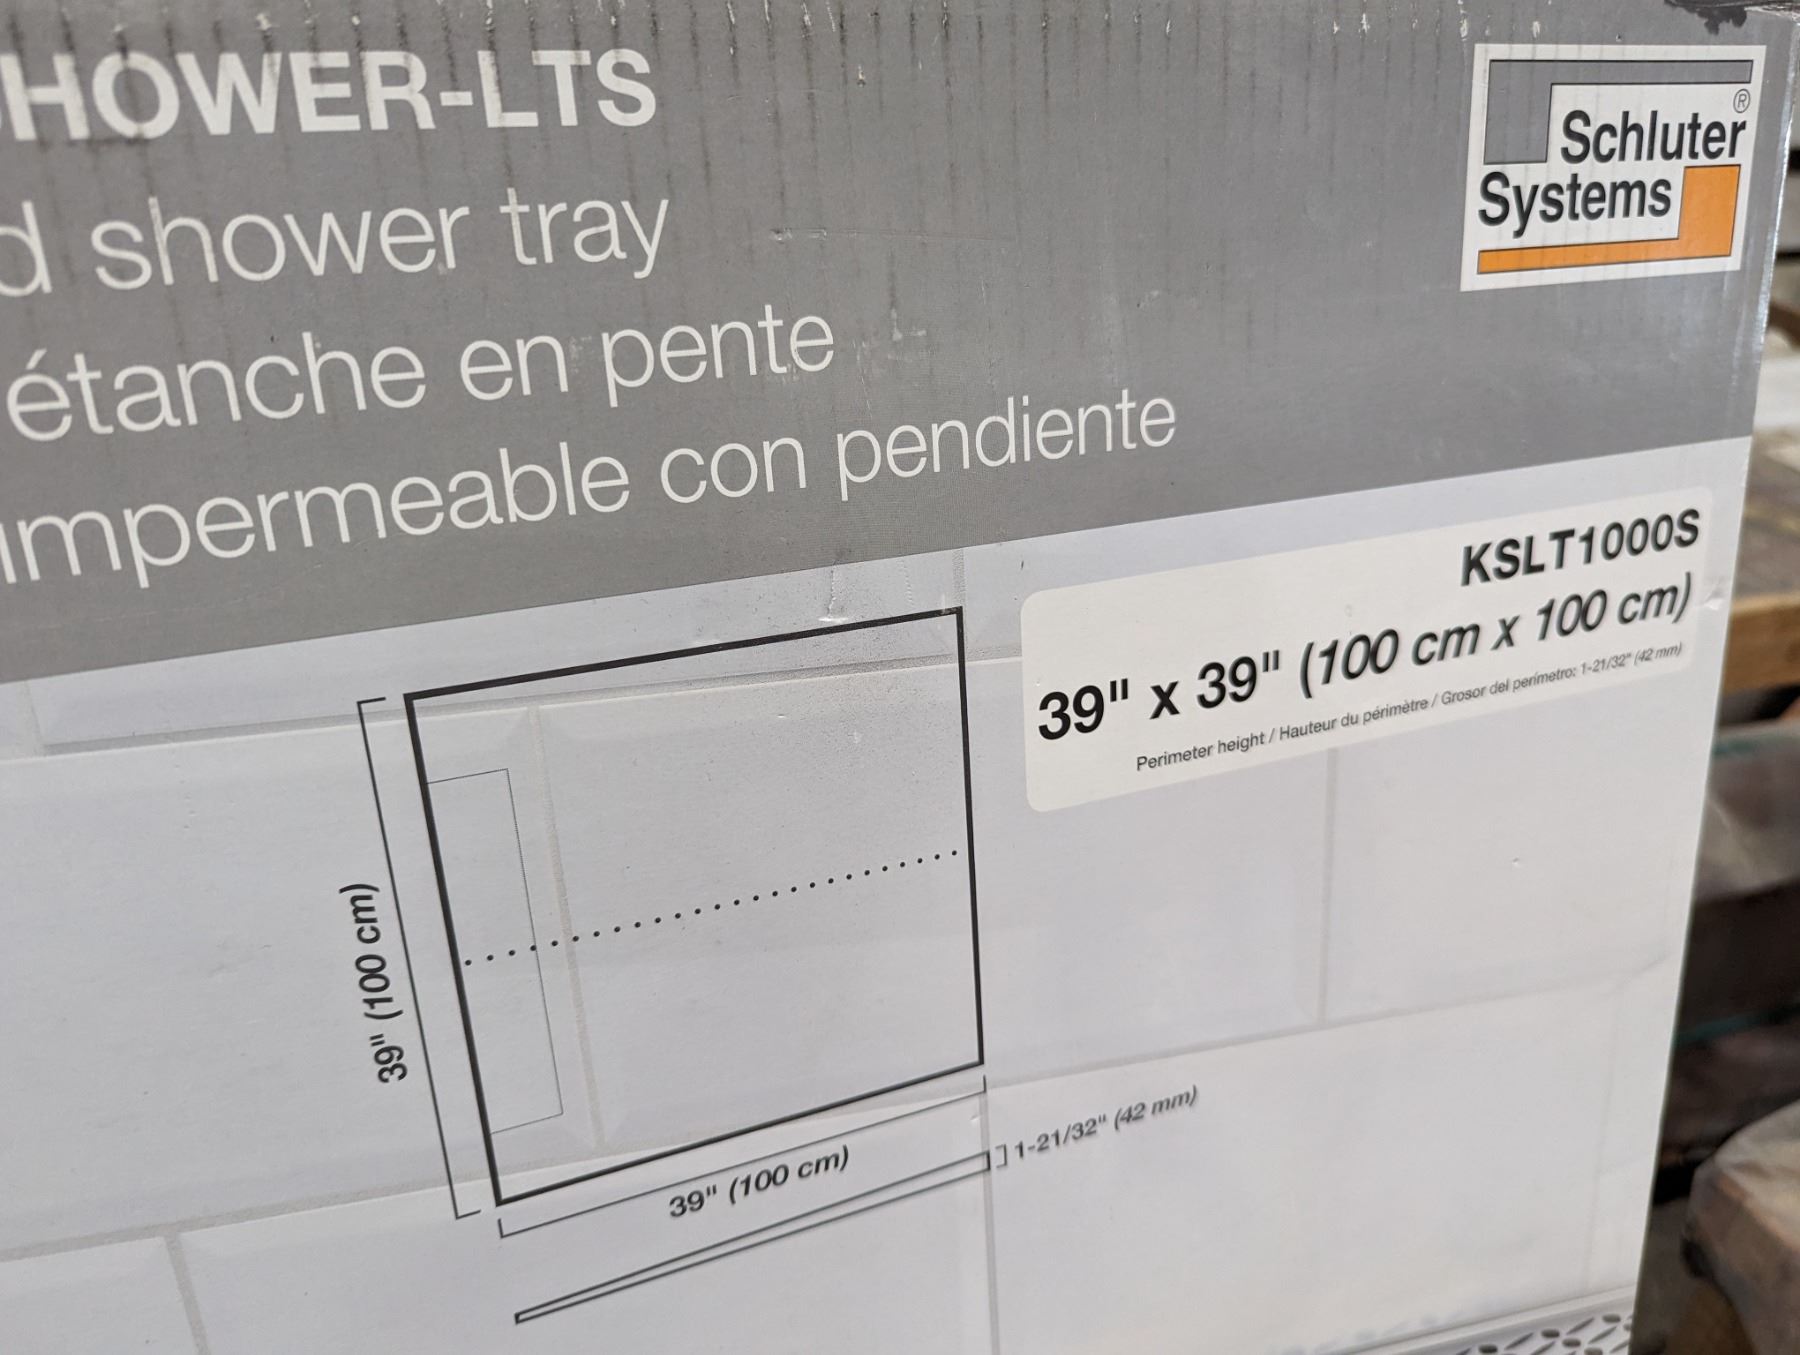 HOWER-LTS
d shower tray
étanche en pente
impermeable con pendiente
Schluter®
Systems
KSLT1000S
39" x 39" (100 cm x 100 cm)
Perimeter height / Hauteur du périmètre / Grosor del perímetro: 1-21/32" (42 mm)
39" (100 cm)
39" (100 cm)
1-21/32" (42 mm)